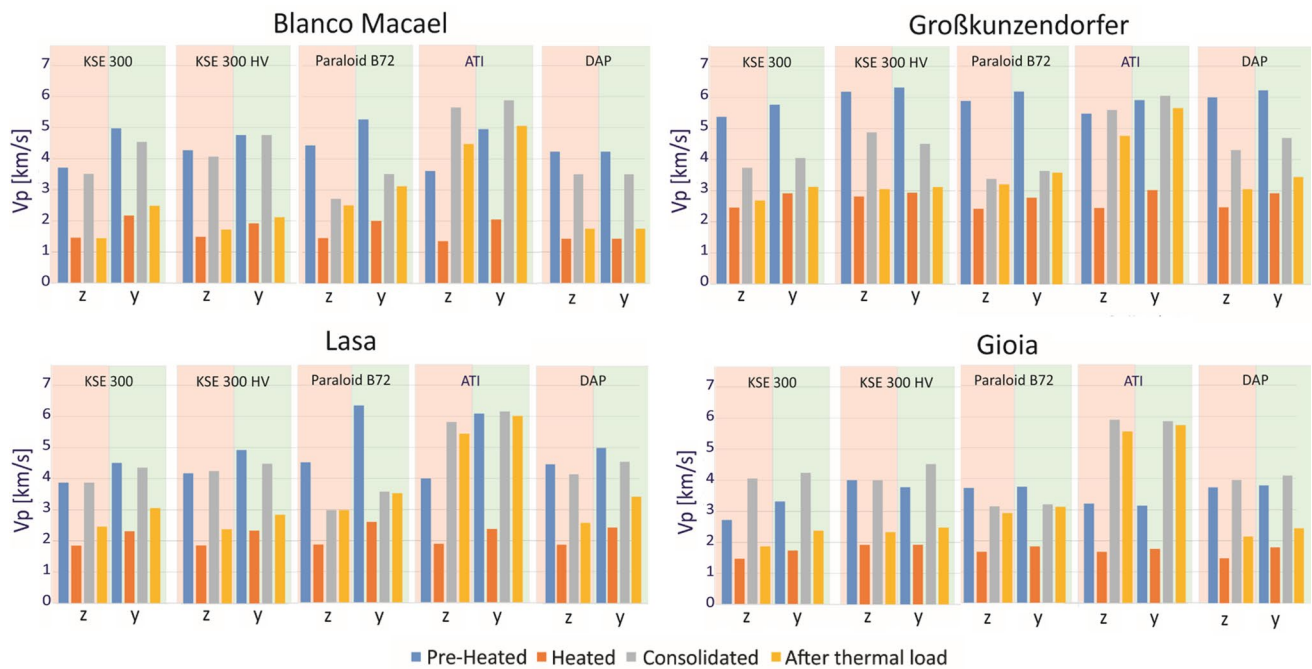 Blanco Macael
KSE 300 KSE 300 HV Paraloid B72 ATI DAP
Vp [km/s]
7
6
5
4
3
2
1
0
z y z y z y z y z y
Großkunzendorfer
KSE 300 KSE 300 HV Paraloid B72 ATI DAP
Vp [km/s]
7
6
5
4
3
2
1
0
z y z y z y z y z y
Lasa
KSE 300 KSE 300 HV Paraloid B72 ATI DAP
Vp [km/s]
7
6
5
4
3
2
1
0
z y z y z y z y z y
Gioia
KSE 300 KSE 300 HV Paraloid B72 ATI DAP
Vp [km/s]
7
6
5
4
3
2
1
0
z y z y z y z y z y
Pre-Heated Heated Consolidated After thermal load